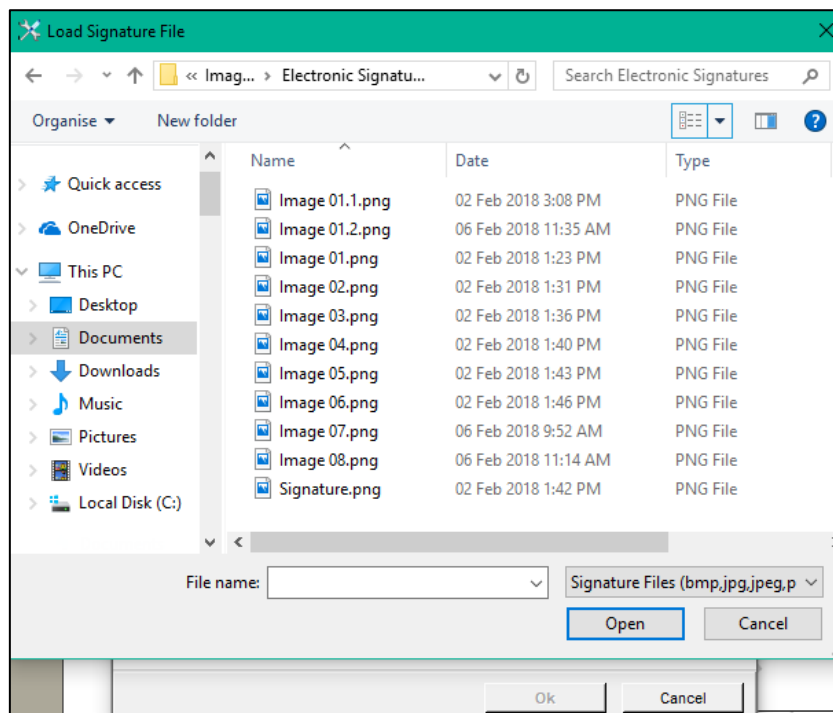 Load Signature File
« Imag... › Electronic Signatu... Search Electronic Signatures
Organise New folder
Name Date Type
Quick access
OneDrive
This PC
Desktop
Documents
Downloads
Music
Pictures
Videos
Local Disk (C:)
Image 01.1.png 02 Feb 2018 3:08 PM PNG File
Image 01.2.png 06 Feb 2018 11:35 AM PNG File
Image 01.png 02 Feb 2018 1:23 PM PNG File
Image 02.png 02 Feb 2018 1:31 PM PNG File
Image 03.png 02 Feb 2018 1:36 PM PNG File
Image 04.png 02 Feb 2018 1:40 PM PNG File
Image 05.png 02 Feb 2018 1:43 PM PNG File
Image 06.png 02 Feb 2018 1:46 PM PNG File
Image 07.png 06 Feb 2018 9:52 AM PNG File
Image 08.png 06 Feb 2018 11:14 AM PNG File
Signature.png 02 Feb 2018 1:42 PM PNG File
File name: Signature Files (bmp,jpg,jpeg,p
Open Cancel
Ok Cancel